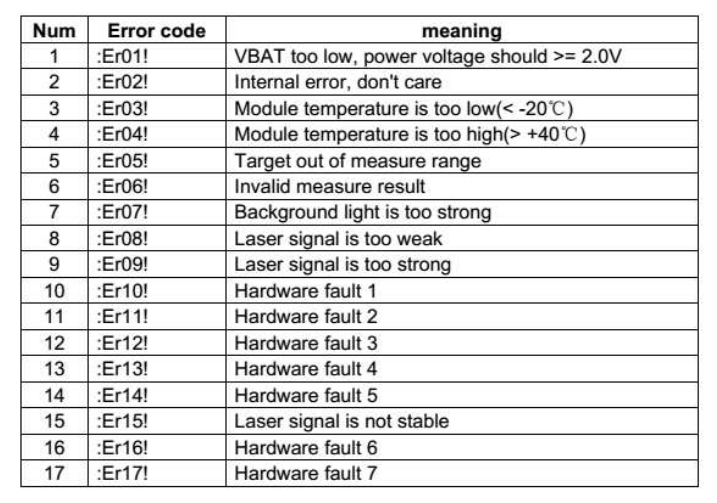 Num Error code meaning
1 :Er01! VBAT too low, power voltage should >= 2.0V
2 :Er02! Internal error, don't care
3 :Er03! Module temperature is too low(< -20℃)
4 :Er04! Module temperature is too high(> +40℃)
5 :Er05! Target out of measure range
6 :Er06! Invalid measure result
7 :Er07! Background light is too strong
8 :Er08! Laser signal is too weak
9 :Er09! Laser signal is too strong
10 :Er10! Hardware fault 1
11 :Er11! Hardware fault 2
12 :Er12! Hardware fault 3
13 :Er13! Hardware fault 4
14 :Er14! Hardware fault 5
15 :Er15! Laser signal is not stable
16 :Er16! Hardware fault 6
17 :Er17! Hardware fault 7